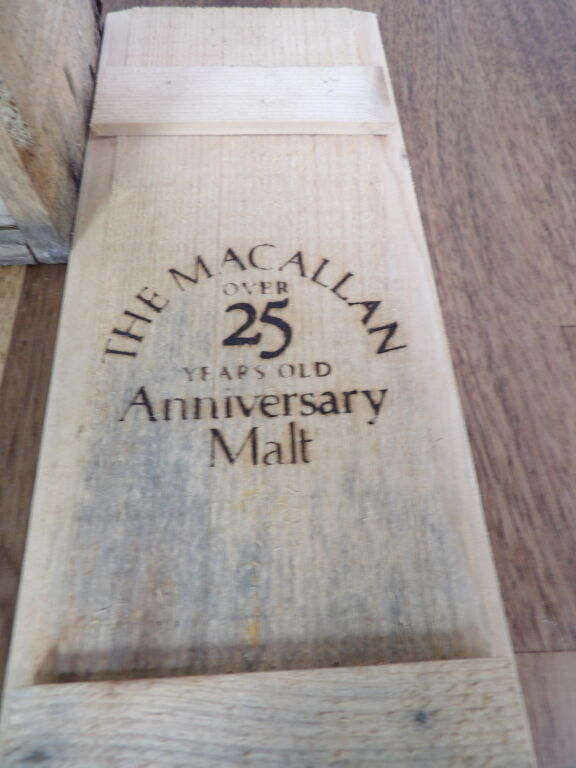 THE MACALLAN
OVER
25
YEARS OLD
Anniversary
Malt